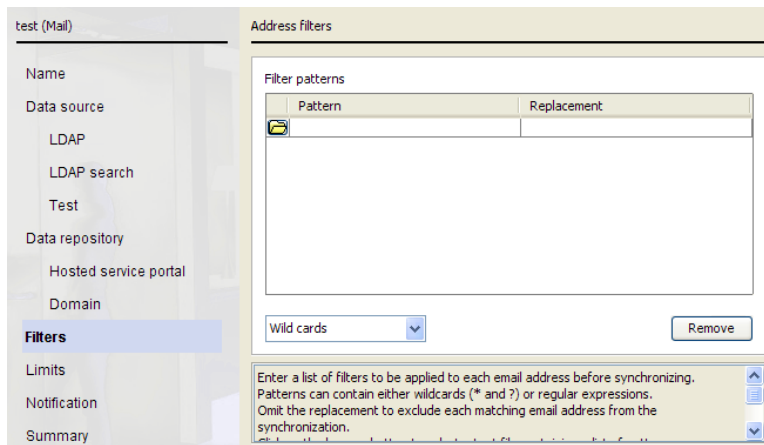 test (Mail)
Name
Data source
LDAP
LDAP search
Test
Data repository
Hosted service portal
Domain
Filters
Limits
Notification
Summary
Address filters
Filter patterns
Pattern Replacement
Wild cards
Remove
Enter a list of filters to be applied to each email address before synchronizing.
Patterns can contain either wildcards (* and ?) or regular expressions.
Omit the replacement to exclude each matching email address from the
synchronization.